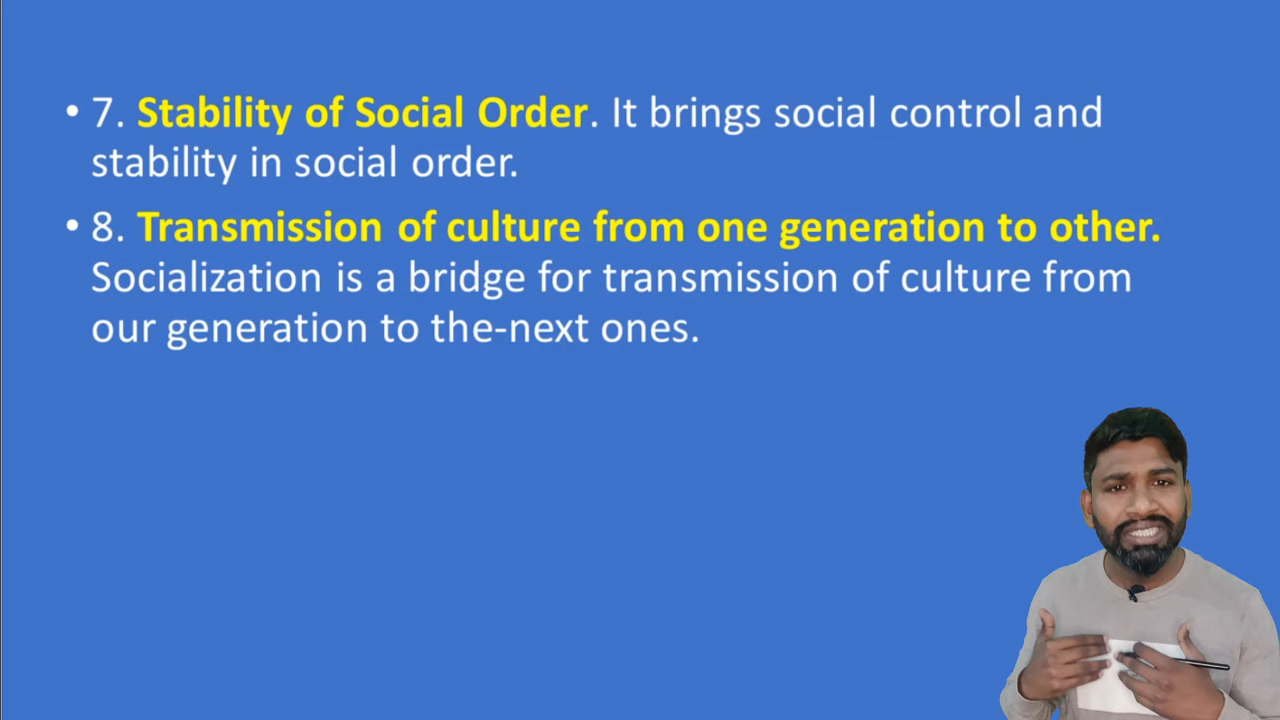 • 7. Stability of Social Order. It brings social control and
stability in social order.
• 8. Transmission of culture from one generation to other.
Socialization is a bridge for transmission of culture from
our generation to the-next ones.